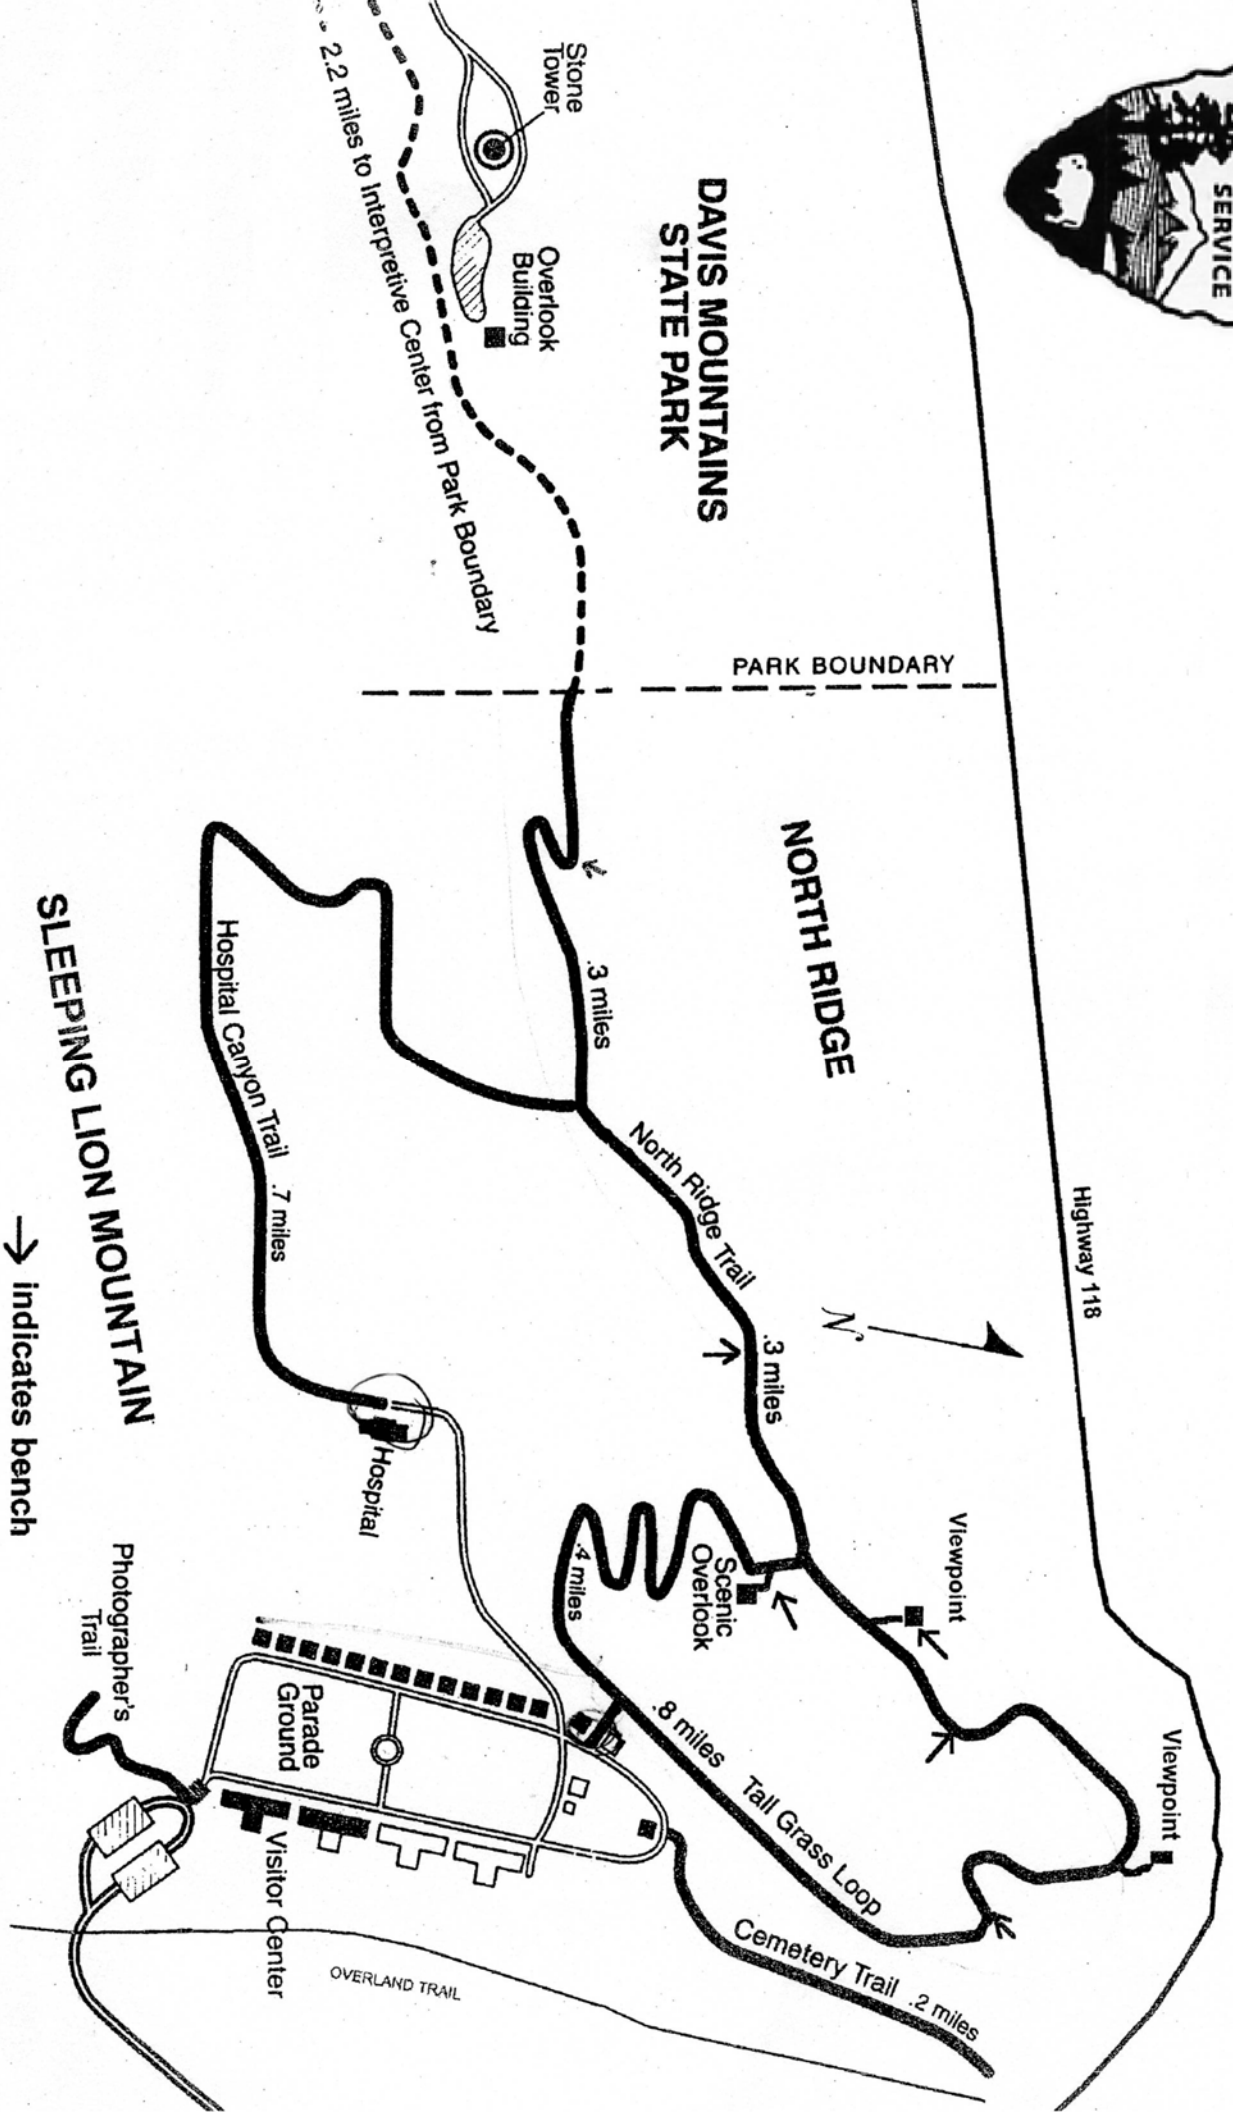 SERVICE
Stone
Tower
DAVIS MOUNTAINS
STATE PARK
Overlook
Building
2.2 miles to Interpretive Center from Park Boundary
PARK BOUNDARY
NORTH RIDGE
.3 miles
Hospital Canyon Trail .7 miles
SLEEPING LION MOUNTAIN
North Ridge Trail
.3 miles
Highway 118
N
→ indicates bench
Hospital
Viewpoint
Scenic
Overlook
.4 miles
Photographer's
Trail
Parade
Ground
.8 miles Tall Grass Loop
Viewpoint
Visitor Center
Cemetery Trail .2 miles
OVERLAND TRAIL